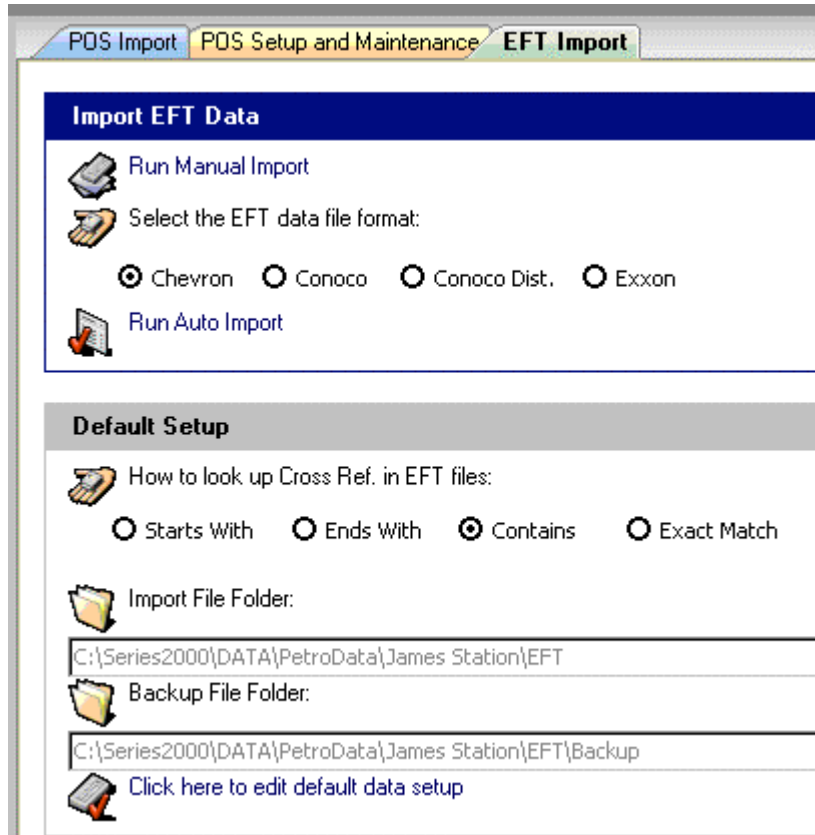 POS Import POS Setup and Maintenance EFT Import
Import EFT Data
Run Manual Import
Select the EFT data file format:
Chevron Conoco Conoco Dist. Exxon
Run Auto Import
Default Setup
How to look up Cross Ref. in EFT files:
Starts With Ends With Contains Exact Match
Import File Folder:
C:\Series2000\DATA\PetroData\James Station\EFT
Backup File Folder:
C:\Series2000\DATA\PetroData\James Station\EFT\Backup
Click here to edit default data setup